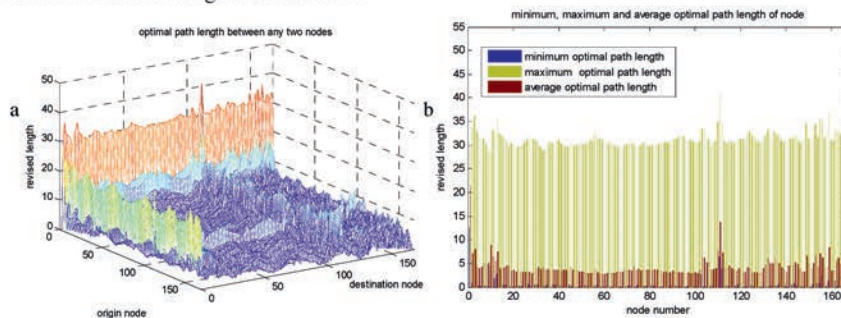 optimal path length between any two nodes
a
50
40
30
20
10
0
revised length
0
50
100
150
origin node
0
50
100
150
destination node
minimum, maximum and average optimal path length of node
b
55
50
45
40
35
30
25
20
15
10
5
0
revised length
minimum optimal path length
maximum optimal path length
average optimal path length
0 20 40 60 80 100 120 140 160
node number